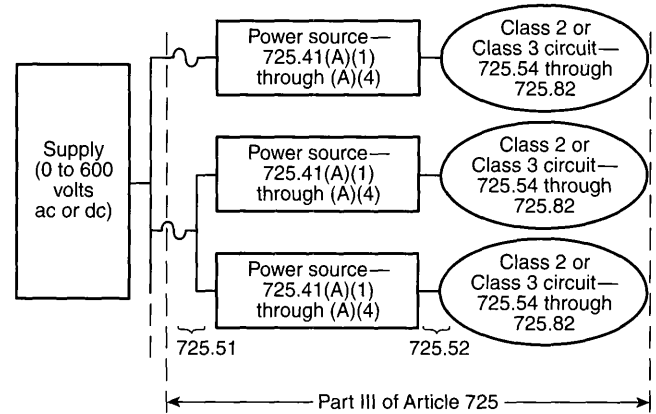 Supply
(0 to 600
volts
ac or dc)
Power source—
725.41(A)(1)
through (A)(4)
Class 2 or
Class 3 circuit—
725.54 through
725.82
Power source—
725.41(A)(1)
through (A)(4)
Class 2 or
Class 3 circuit—
725.54 through
725.82
Power source—
725.41(A)(1)
through (A)(4)
Class 2 or
Class 3 circuit—
725.54 through
725.82
725.51
725.52
Part III of Article 725